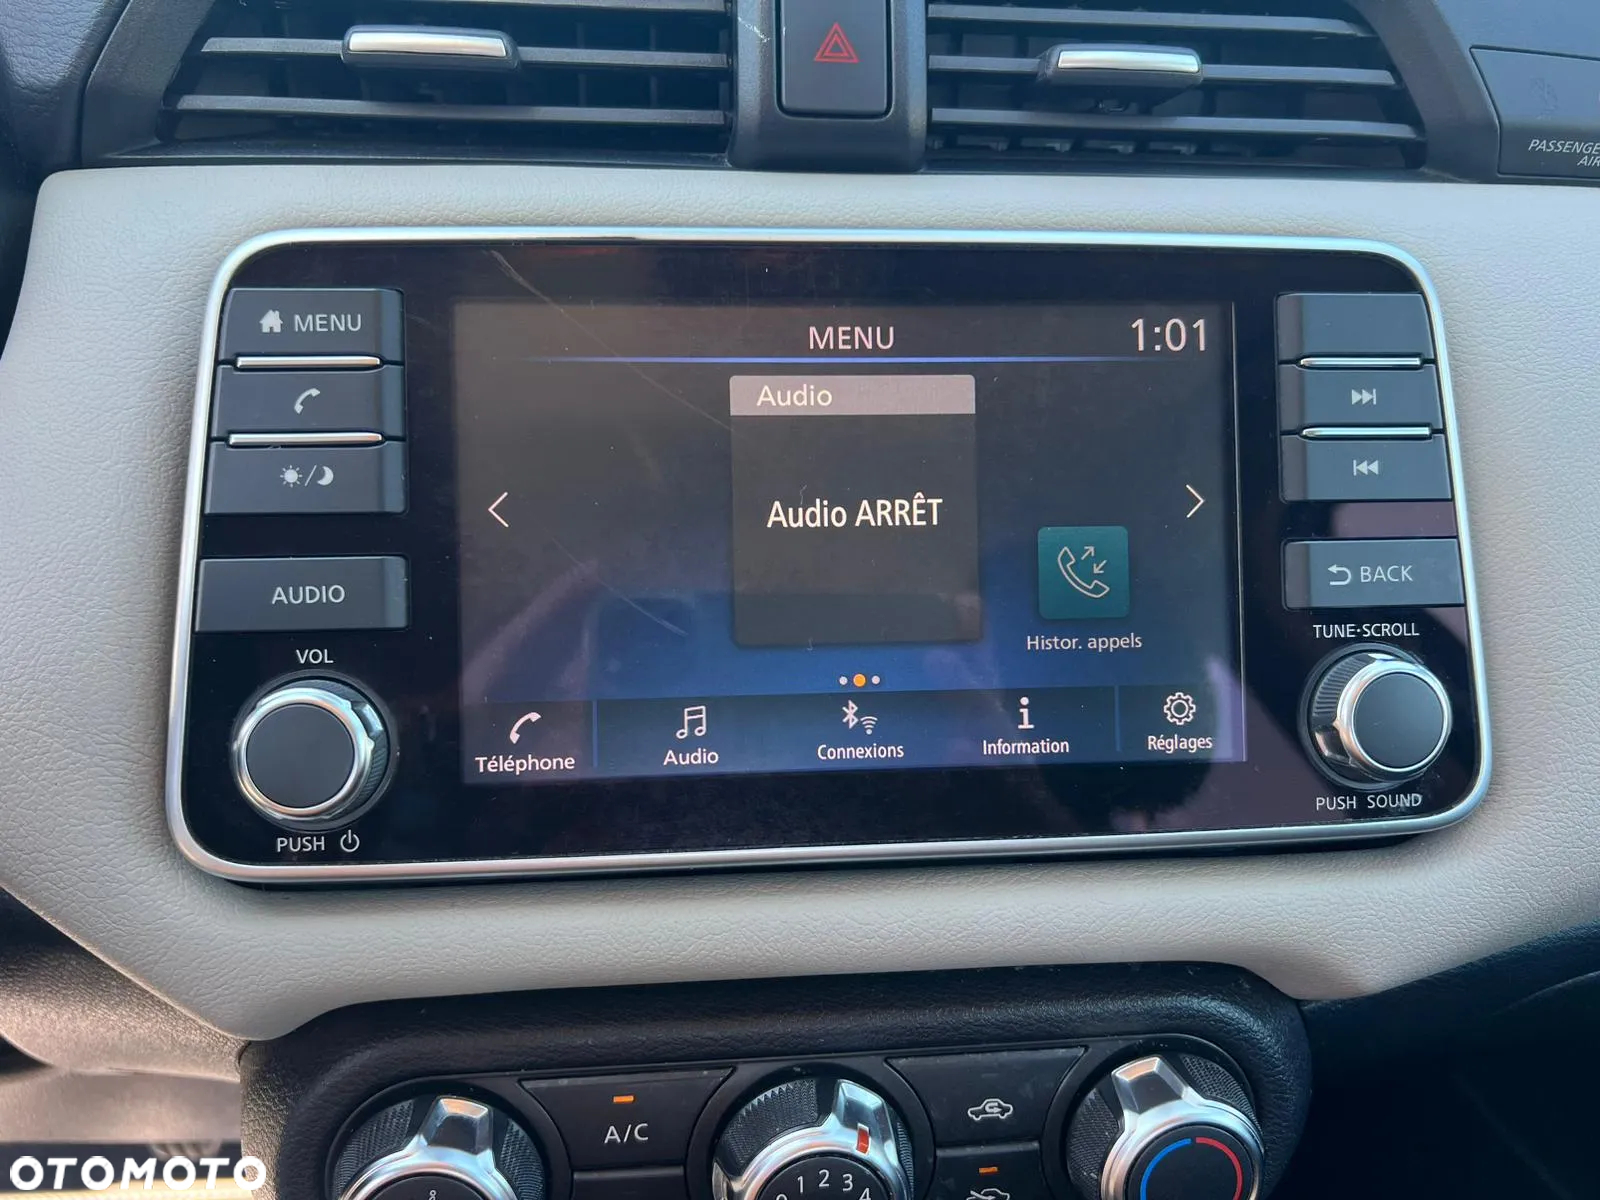 PASSENGE
AIR
MENU
MENU
1:01
Audio
Audio ARRÊT
AUDIO
BACK
Histor. appels
TUNE·SCROLL
VOL
Téléphone
Audio
Connexions
Information
Réglages
PUSH
PUSH SOUND
A/C
1 2 3
OTOMOTO